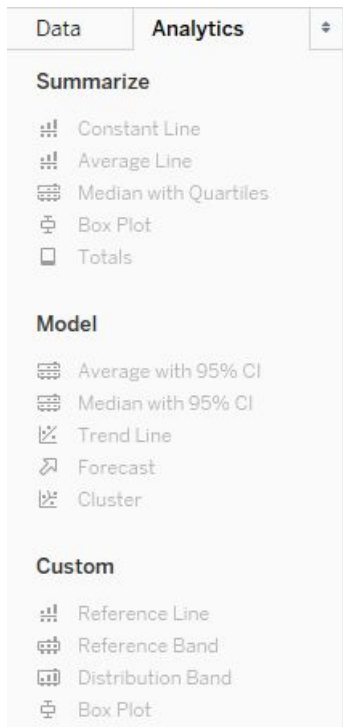 Data Analytics
Summarize
Constant Line
Average Line
Median with Quartiles
Box Plot
Totals
Model
Average with 95% CI
Median with 95% CI
Trend Line
Forecast
Cluster
Custom
Reference Line
Reference Band
Distribution Band
Box Plot